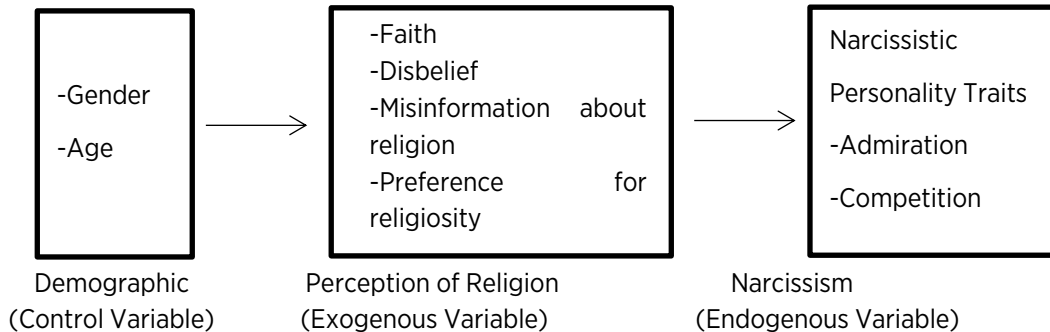 -Gender
-Age
-Faith
-Disbelief
-Misinformation about
religion
-Preference for
religiosity
Narcissistic
Personality Traits
-Admiration
-Competition
Demographic
(Control Variable)
Perception of Religion
(Exogenous Variable)
Narcissism
(Endogenous Variable)